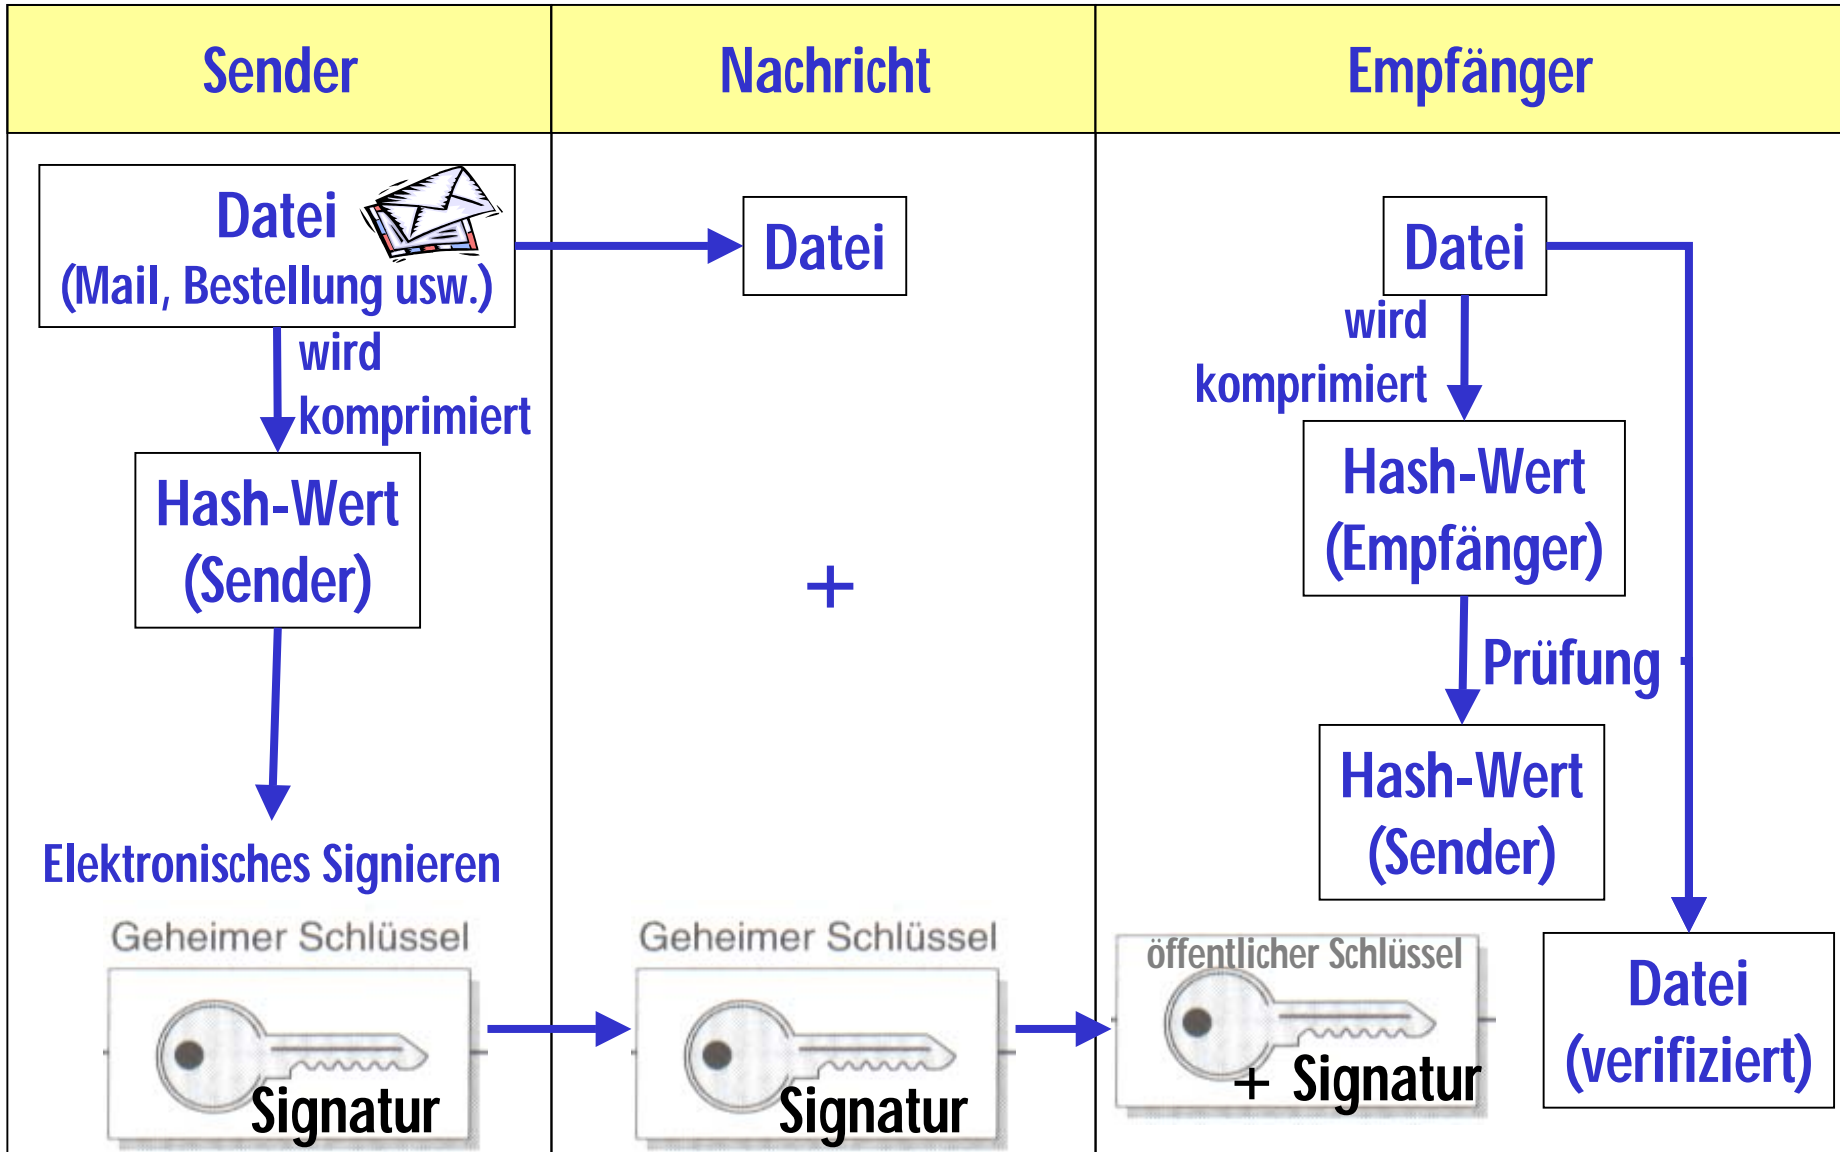 Sender
Nachricht
Empfänger
Datei
(Mail, Bestellung usw.)
wird
komprimiert
Hash-Wert
(Sender)
Elektronisches Signieren
Geheimer Schlüssel
Signatur
Datei
+
Geheimer Schlüssel
Signatur
Datei
wird
komprimiert
Hash-Wert
(Empfänger)
Prüfung
Hash-Wert
(Sender)
öffentlicher Schlüssel
+ Signatur
Datei
(verifiziert)